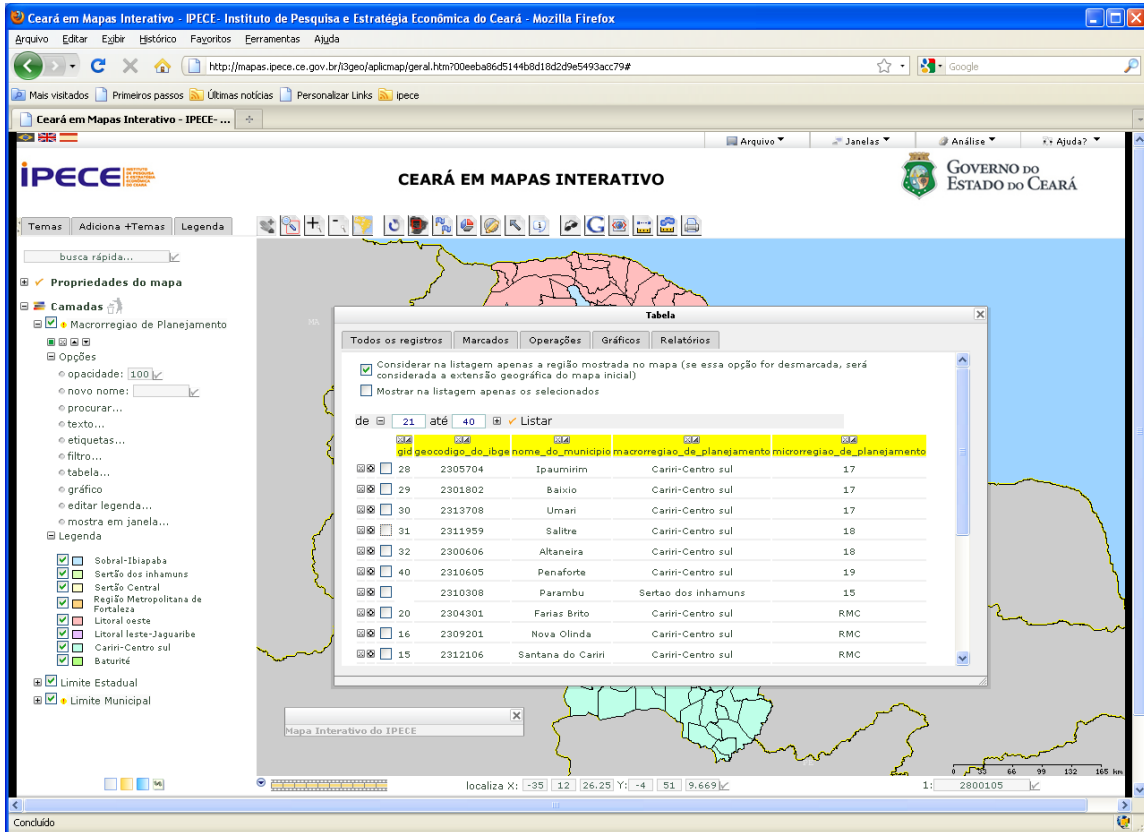 Ceará em Mapas Interativo - IPECE- Instituto de Pesquisa e Estratégia Econômica do Ceará - Mozilla Firefox
Arquivo Editar Exibir Histórico Favoritos Ferramentas Ajuda
http://mapas.ipece.ce.gov.br/i3geo/aplicmap/geral.htm?00eeba86d5144b8d18d2d9e5493acc79#
Google
Mais visitados Primeiros passos Últimas notícias Personalizar Links ipece
Ceará em Mapas Interativo - IPECE- ...
Arquivo Janelas Análise Ajuda?
IPECE INSTITUTO DE PESQUISA E ESTRATÉGIA ECONÔMICA DO CEARÁ
CEARÁ EM MAPAS INTERATIVO
GOVERNO DO
ESTADO DO CEARÁ
Temas Adiciona +Temas Legenda
busca rápida...
Propriedades do mapa
Camadas
Macrorregiao de Planejamento
Opções
opacidade: 100
novo nome:
procurar...
texto...
etiquetas...
filtro...
tabela...
gráfico
editar legenda...
mostra em janela...
Legenda
Sobral-Ibiapaba
Sertão dos inhamuns
Sertão Central
Região Metropolitana de
Fortaleza
Litoral oeste
Litoral leste-Jaguaribe
Cariri-Centro sul
Baturité
Limite Estadual
Limite Municipal
Tabela
Todos os registros Marcados Operações Gráficos Relatórios
Considerar na listagem apenas a região mostrada no mapa (se essa opção for desmarcada, será
considerada a extensão geográfica do mapa inicial)
Mostrar na listagem apenas os selecionados
de 21 até 40 Listar
gid geocodigo_do_ibge nome_do_municipio macrorregiao_de_planejamento microrregiao_de_planejamento
28 2305704 Ipaumirim Cariri-Centro sul 17
29 2301802 Baixio Cariri-Centro sul 17
30 2313708 Umari Cariri-Centro sul 17
31 2311959 Salitre Cariri-Centro sul 18
32 2300606 Altaneira Cariri-Centro sul 18
40 2310605 Penaforte Cariri-Centro sul 19
2310308 Parambu Sertao dos inhamuns 15
20 2304301 Farias Brito Cariri-Centro sul RMC
16 2309201 Nova Olinda Cariri-Centro sul RMC
15 2312106 Santana do Cariri Cariri-Centro sul RMC
Mapa Interativo do IPECE
0 33 66 99 132 165 km
localiza X: -35 12 26.25 Y: -4 51 9.669
1: 2800105
Concluído